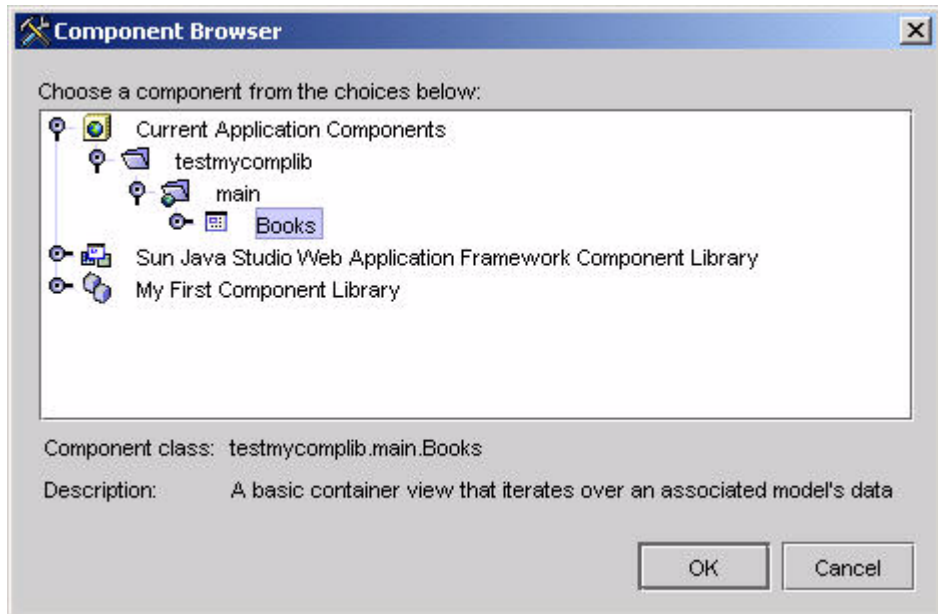 Component Browser
Choose a component from the choices below:
Current Application Components
testmycomplib
main
Books
Sun Java Studio Web Application Framework Component Library
My First Component Library
Component class: testmycomplib.main.Books
Description: A basic container view that iterates over an associated model's data
OK Cancel